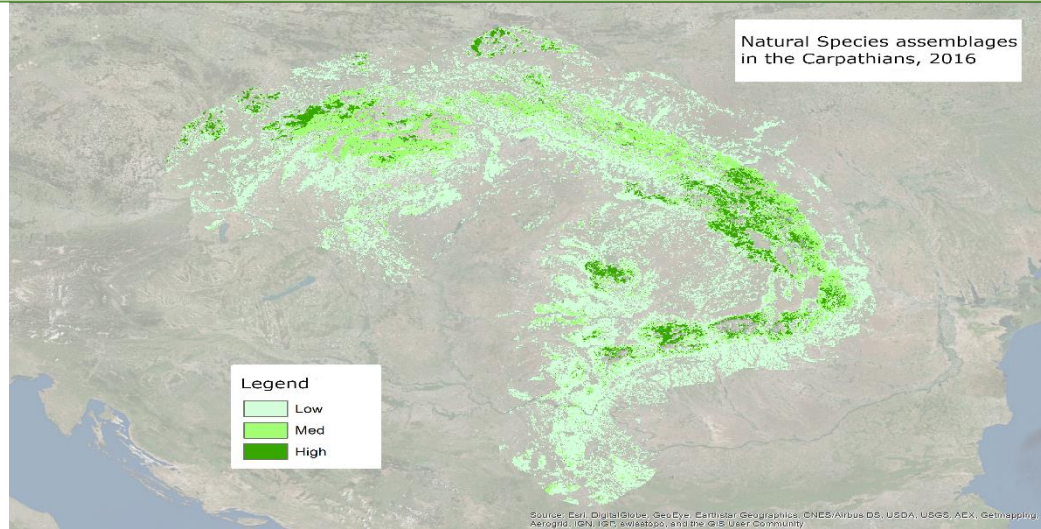 Natural Species assemblages
in the Carpathians, 2016
Legend
Low
Med
High
Source: Esri, DigitalGlobe, GeoEye, Earthstar Geographics, CNES/Airbus DS, USDA, USGS, AEX, Getmapping,
Aerogrid, IGN, IGP, swisstopo, and the GIS User Community